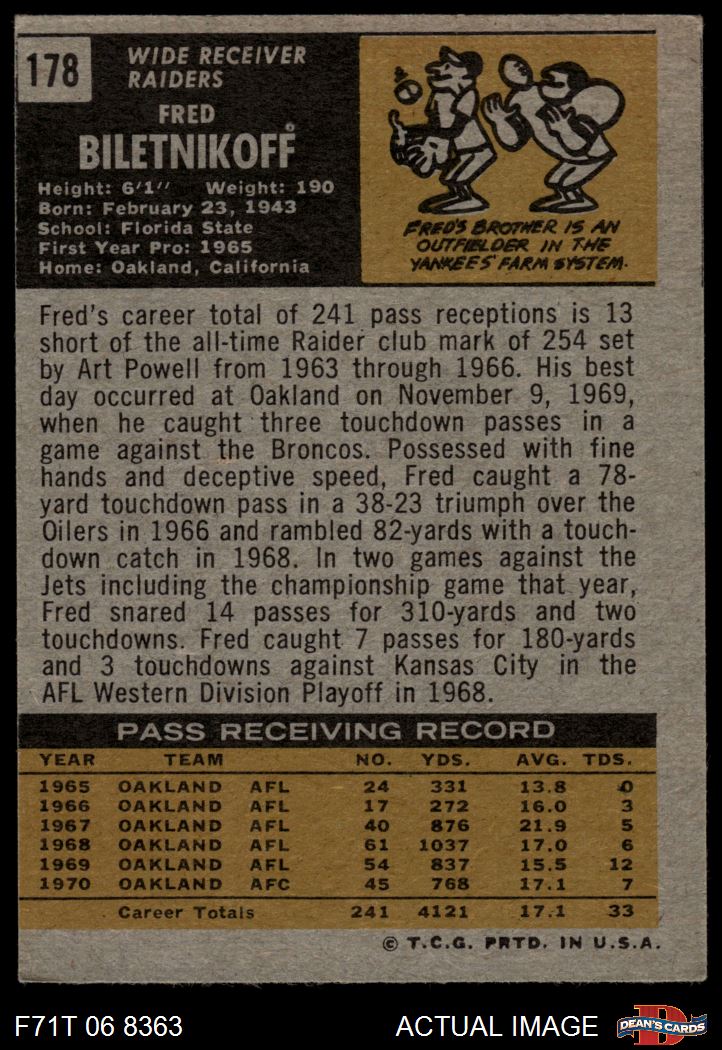 178
WIDE RECEIVER
RAIDERS
FRED
BILETNIKOFF
Height: 6'1" Weight: 190
Born: February 23, 1943
School: Florida State
First Year Pro: 1965
Home: Oakland, California
FRED'S BROTHER IS AN
OUTFIELDER IN THE
YANKEES' FARM SYSTEM.
Fred's career total of 241 pass receptions is 13
short of the all-time Raider club mark of 254 set
by Art Powell from 1963 through 1966. His best
day occurred at Oakland on November 9, 1969,
when he caught three touchdown passes in a
game against the Broncos. Possessed with fine
hands and deceptive speed, Fred caught a 78-
yard touchdown pass in a 38-23 triumph over the
Oilers in 1966 and rambled 82-yards with a touch-
down catch in 1968. In two games against the
Jets including the championship game that year,
Fred snared 14 passes for 310-yards and two
touchdowns. Fred caught 7 passes for 180-yards
and 3 touchdowns against Kansas City in the
AFL Western Division Playoff in 1968.
PASS RECEIVING RECORD
YEAR TEAM NO. YDS. AVG. TDS.
1965 OAKLAND AFL 24 331 13.8 0
1966 OAKLAND AFL 17 272 16.0 3
1967 OAKLAND AFL 40 876 21.9 5
1968 OAKLAND AFL 61 1037 17.0 6
1969 OAKLAND AFL 54 837 15.5 12
1970 OAKLAND AFC 45 768 17.1 7
Career Totals 241 4121 17.1 33
© T.C.G. PRTD. IN U.S.A.
F71T 06 8363 ACTUAL IMAGE D DEAN'S CARDS